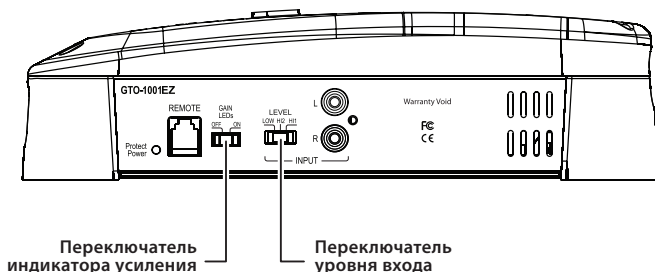 GTO-1001EZ
REMOTE
GAIN
LEDs
OFF ON
LEVEL
LOW HI2 HI1
L
R
INPUT
Protect
Power
Warranty Void
FC
CE
Переключатель
индикатора усиления
Переключатель
уровня входа